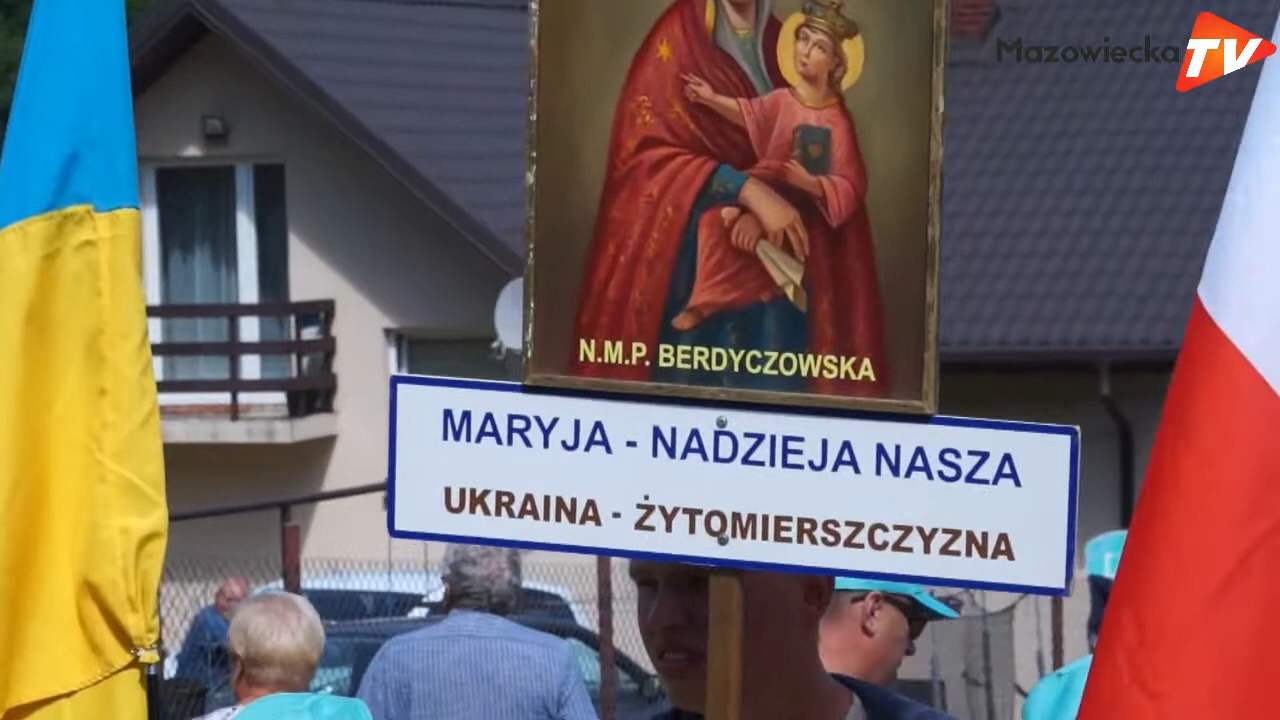 Mazowiecka TV
N.M.P. BERDYCZOWSKA
MARYJA - NADZIEJA NASZA
UKRAINA - ŻYTOMIERSZCZYZNA